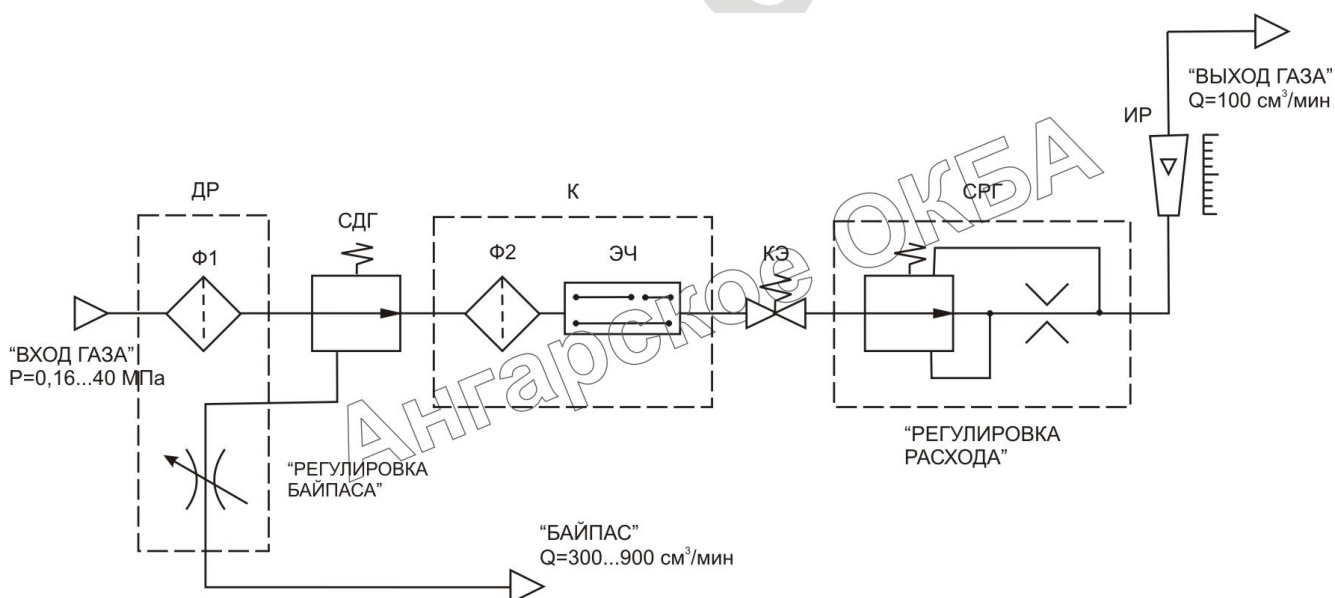 "ВЫХОД ГАЗА"
Q=100 см³/мин
ИР
ДР
СДГ
К
СРГ
Ф1
Ф2
ЭЧ
КЭ
"ВХОД ГАЗА"
Р=0,16...40 МПа
"РЕГУЛИРОВКА
БАЙПАСА"
"РЕГУЛИРОВКА
РАСХОДА"
"БАЙПАС"
Q=300...900 см³/мин
Ангарское ОКБА